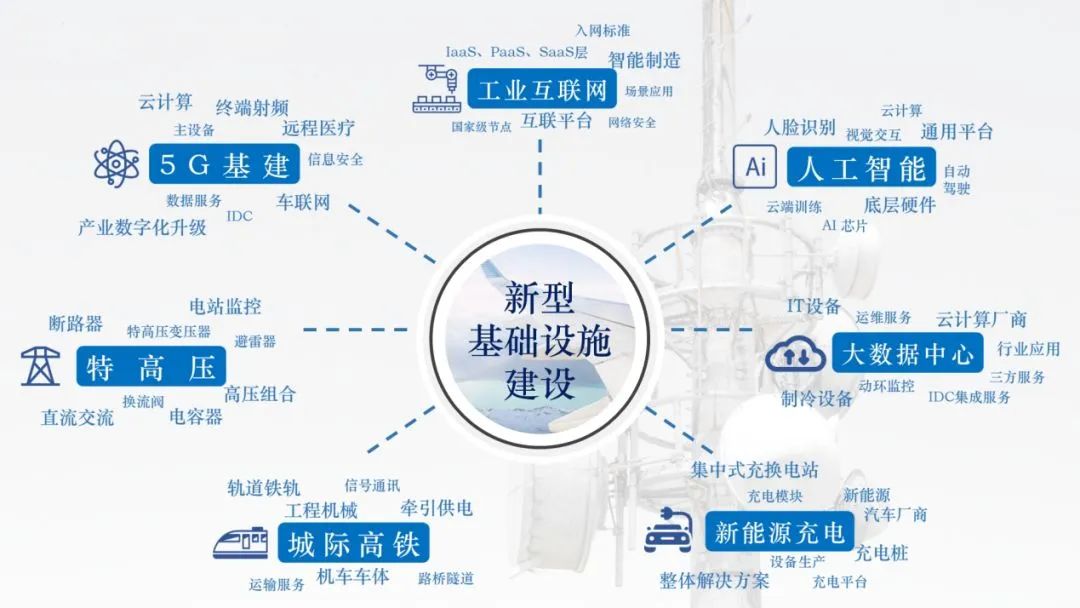 入网标准
IaaS、PaaS、SaaS层
智能制造
工业互联网
场景应用
国家级节点
互联平台
网络安全
云计算
终端射频
主设备
远程医疗
5G基建
信息安全
数据服务
IDC
车联网
产业数字化升级
云计算
人脸识别
视觉交互
通用平台
Ai
人工智能
自动
驾驶
云端训练
底层硬件
AI 芯片
新型
基础设施
建设
电站监控
断路器
特高压变压器
避雷器
特高压
换流阀
高压组合
直流交流
电容器
IT设备
运维服务
云计算厂商
大数据中心
行业应用
动环监控
三方服务
制冷设备
IDC集成服务
轨道铁轨
信号通讯
工程机械
牵引供电
城际高铁
运输服务
机车车体
路桥隧道
集中式充换电站
充电模块
新能源
汽车厂商
新能源充电
设备生产
充电桩
整体解决方案
充电平台